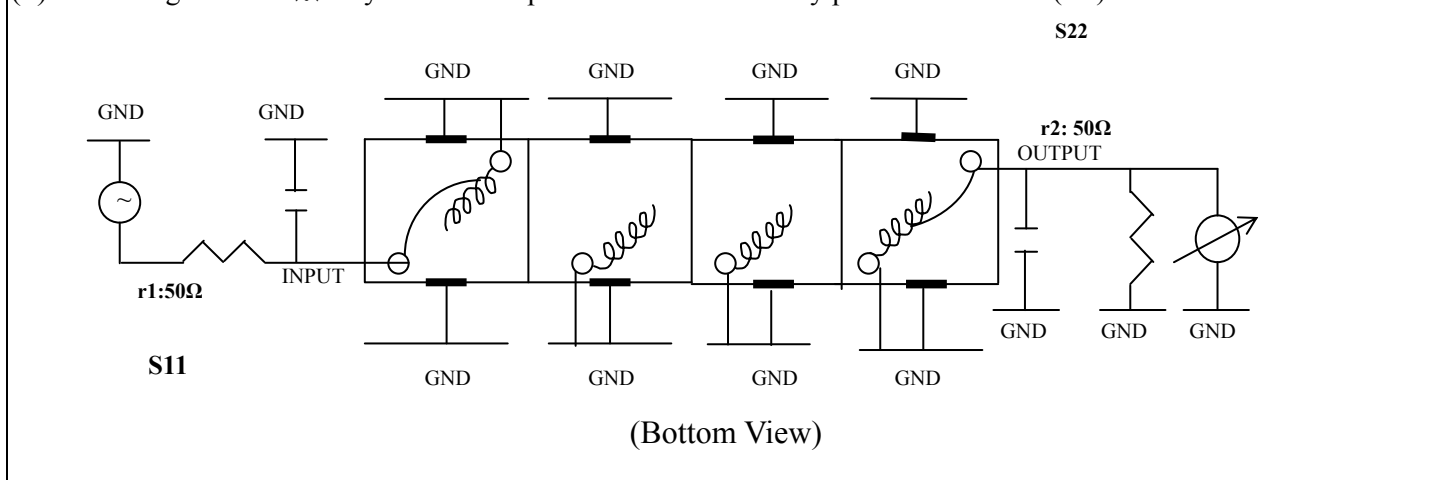 S22
GND GND GND GND
GND GND
r2: 50Ω
OUTPUT
~
INPUT
r1:50Ω
GND GND GND
S11
GND GND GND GND
(Bottom View)